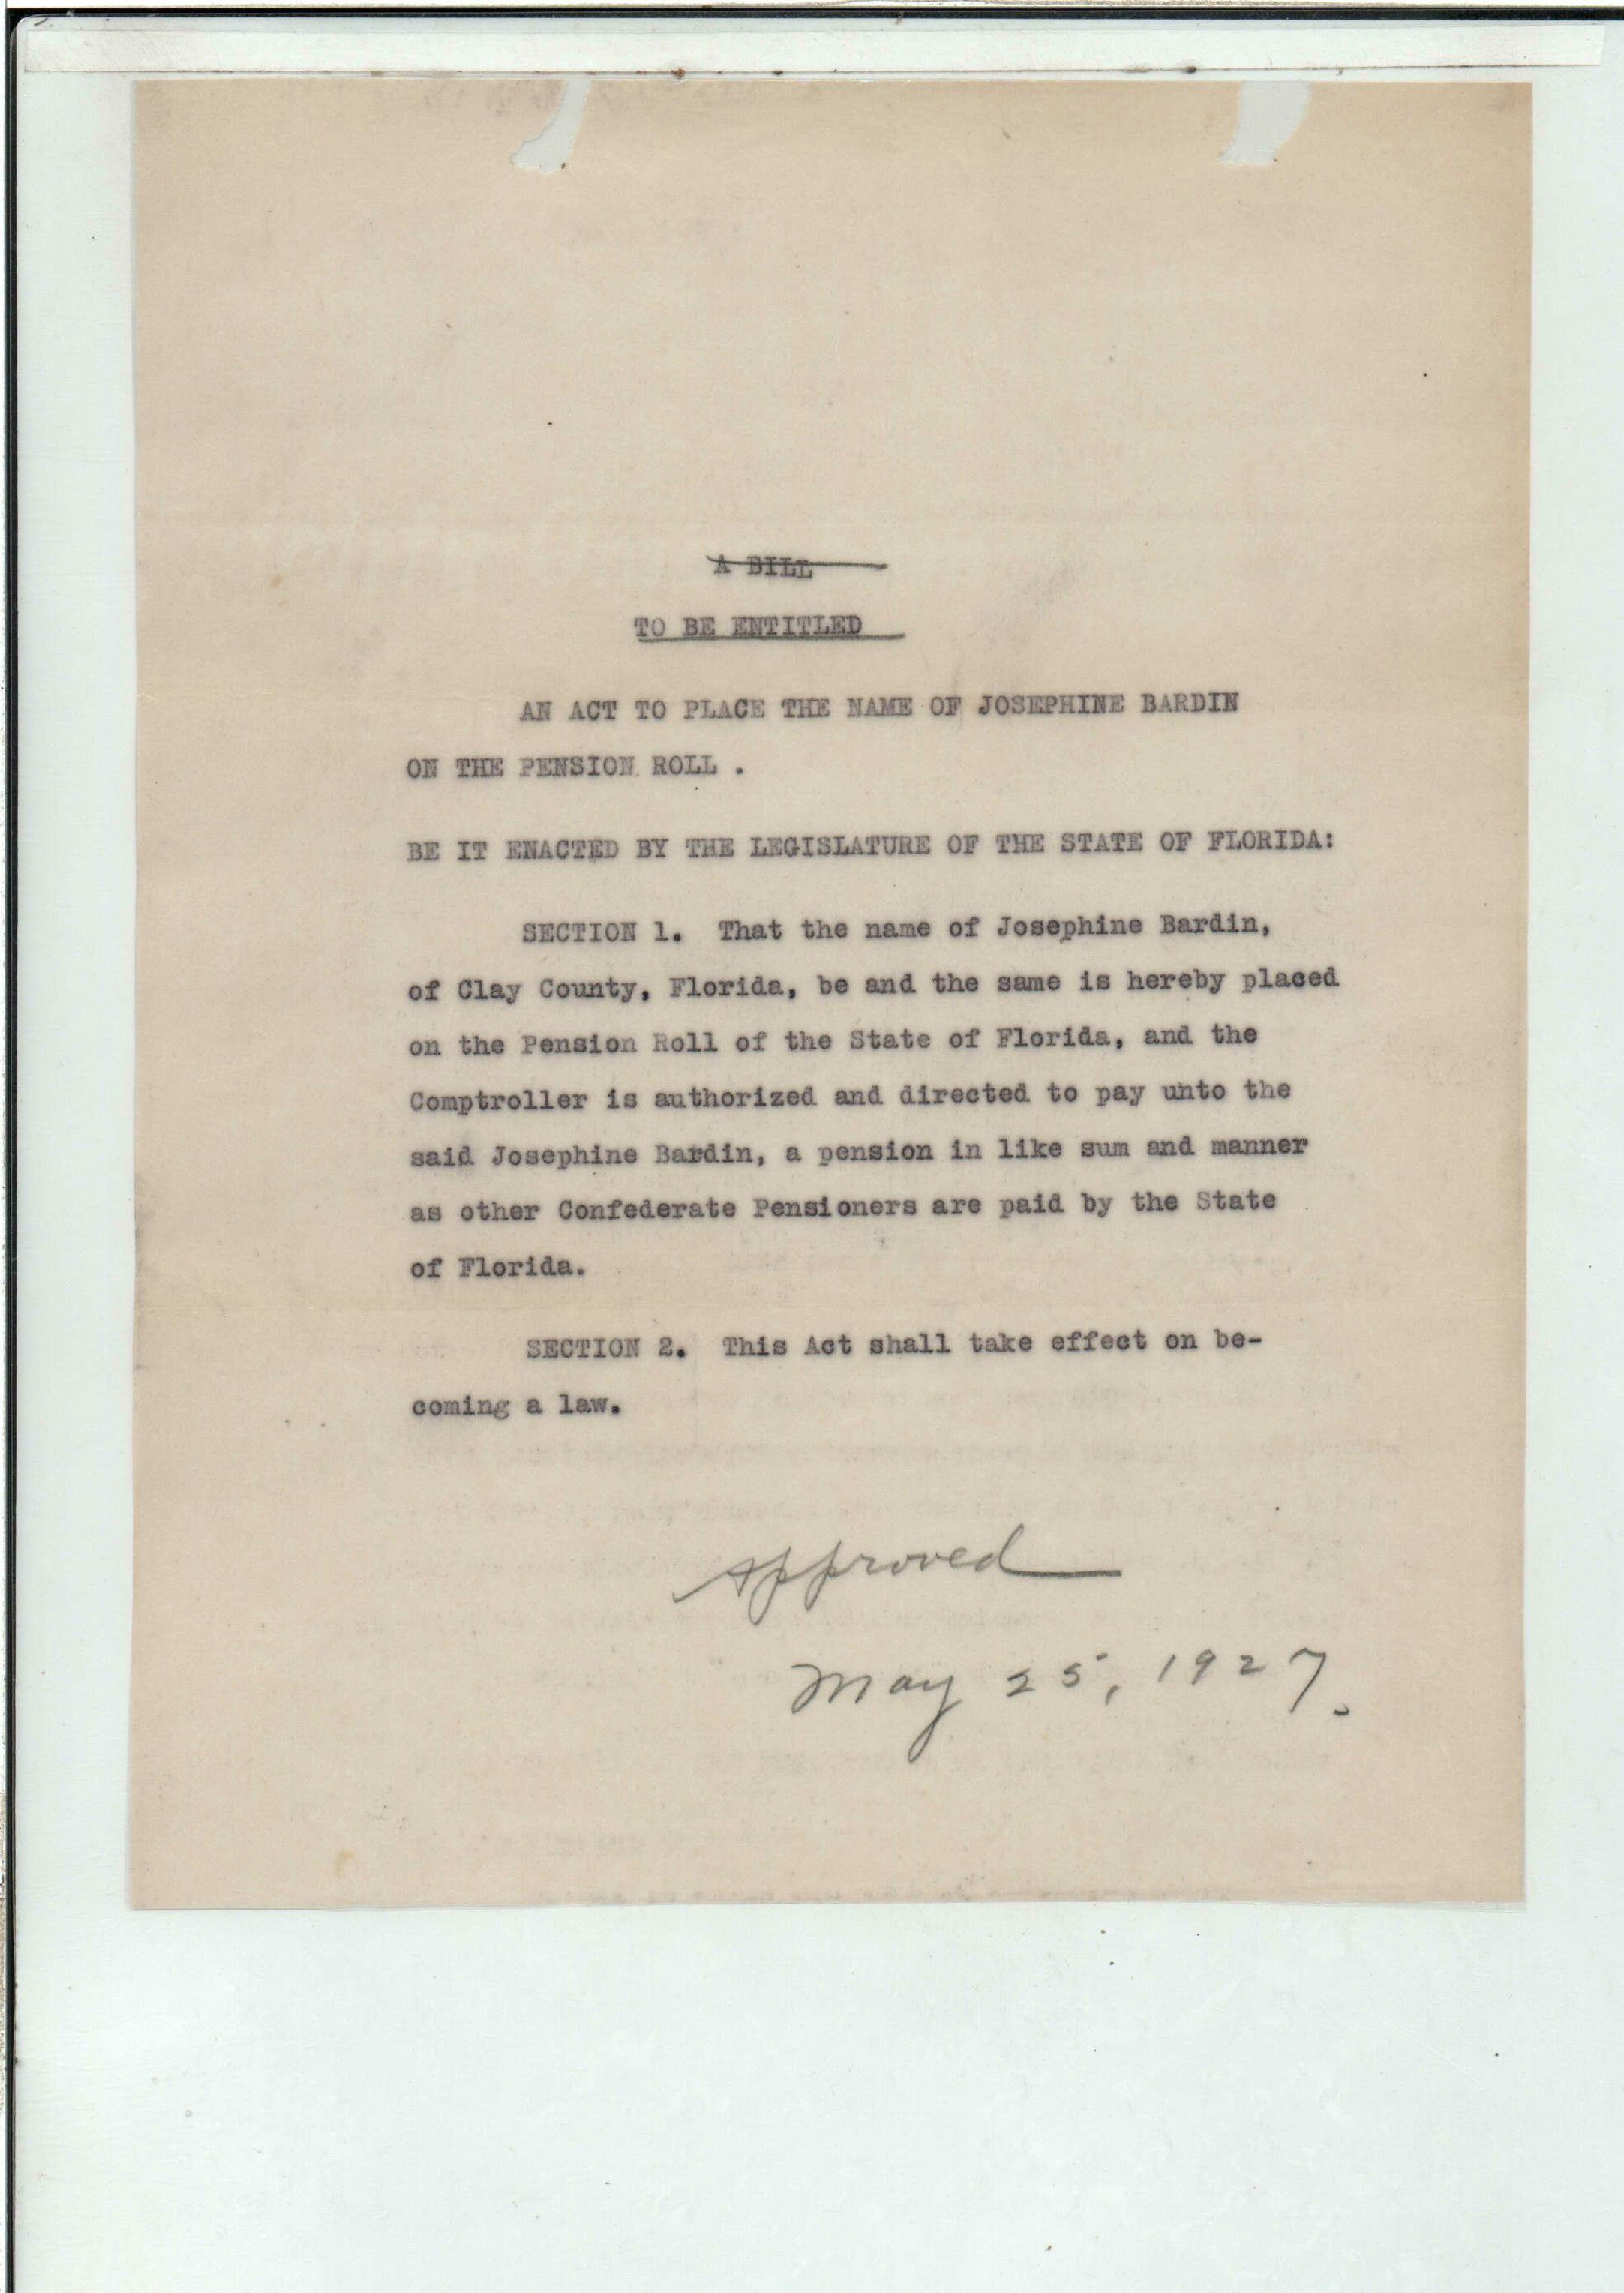 A BILL
TO BE ENTITLED
AN ACT TO PLACE THE NAME OF JOSEPHINE BARDIN
ON THE PENSION ROLL .
BE IT ENACTED BY THE LEGISLATURE OF THE STATE OF FLORIDA:
SECTION 1. That the name of Josephine Bardin,
of Clay County, Florida, be and the same is hereby placed
on the Pension Roll of the State of Florida, and the
Comptroller is authorized and directed to pay unto the
said Josephine Bardin, a pension in like sum and manner
as other Confederate Pensioners are paid by the State
of Florida.
SECTION 2. This Act shall take effect on be-
coming a law.
Approved
May 25, 1927.